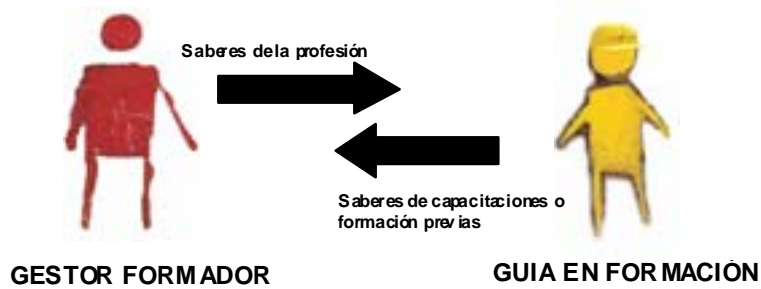 Saberes de la profesión
Saberes de capacitaciones o
formación previas
GESTOR FORMADOR
GUIA EN FORMACIÓN